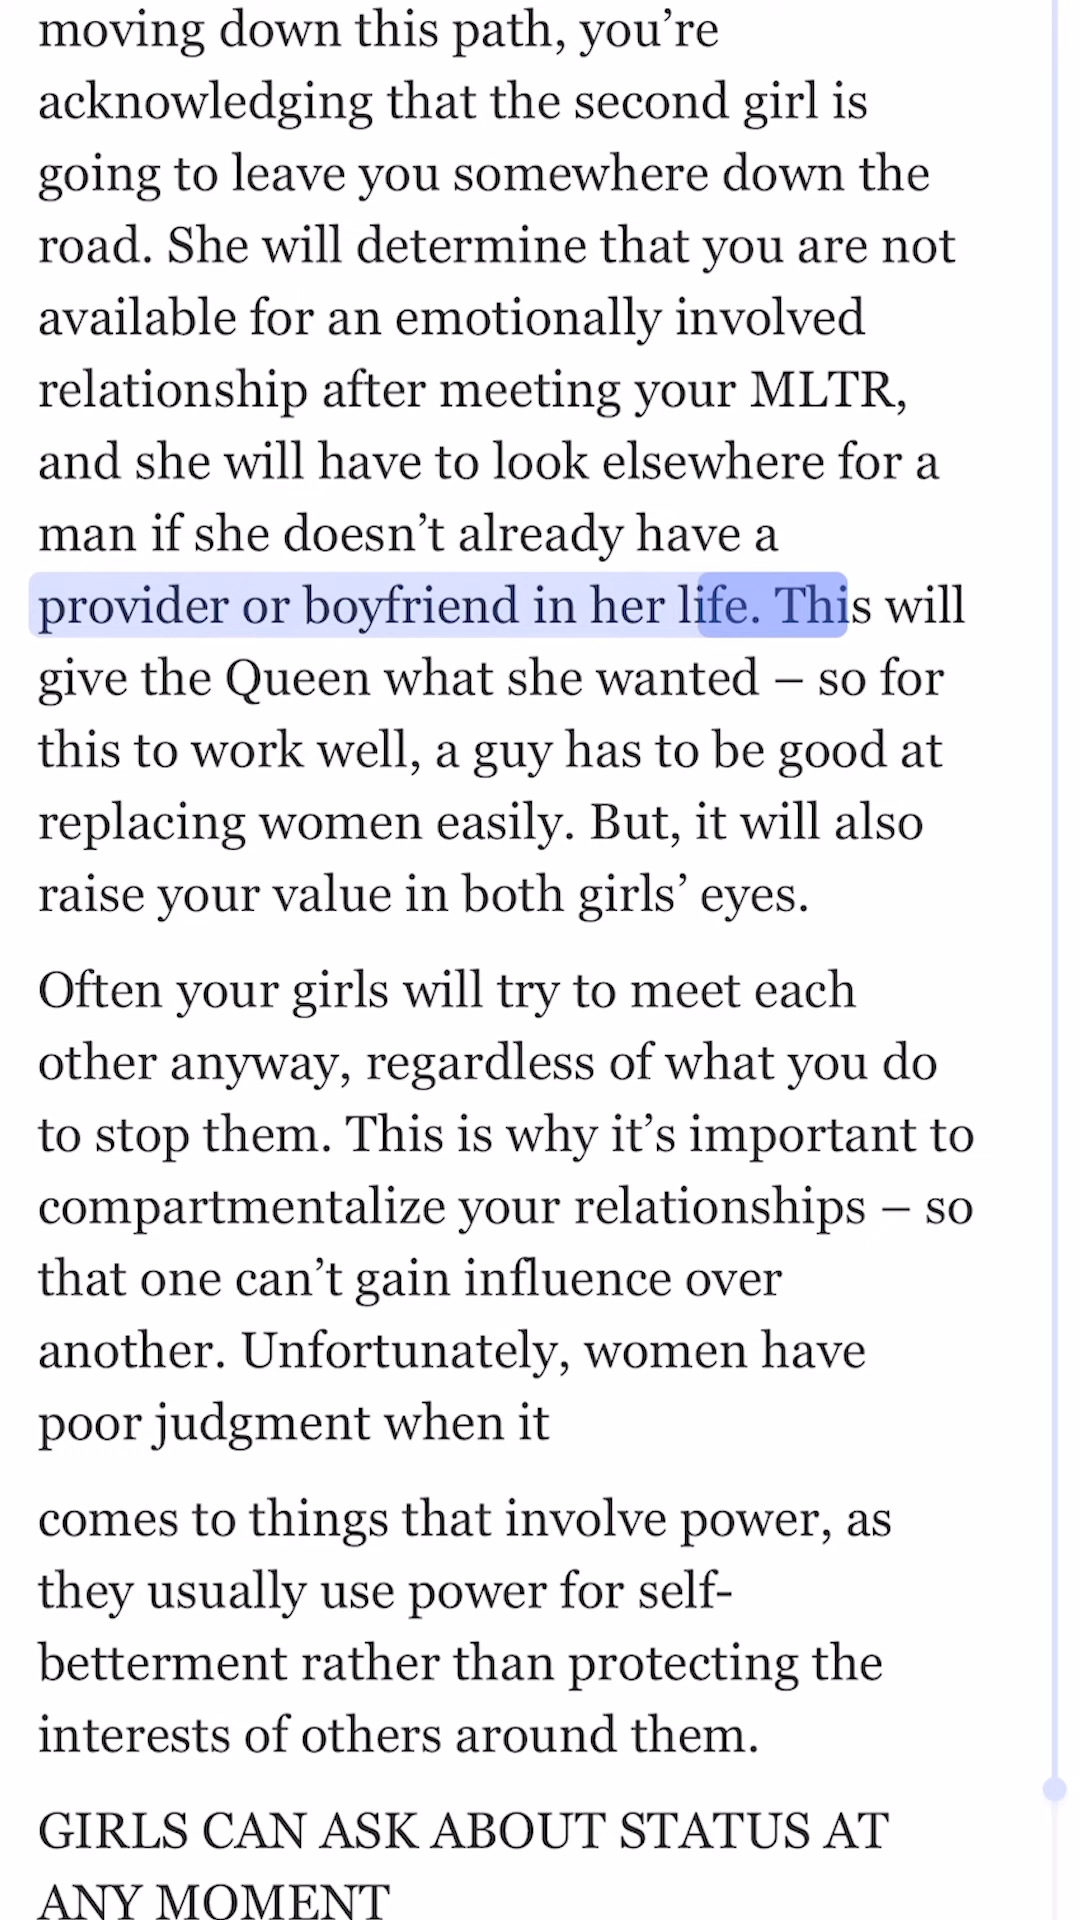 moving down this path, you’re
acknowledging that the second girl is
going to leave you somewhere down the
road. She will determine that you are not
available for an emotionally involved
relationship after meeting your MLTR,
and she will have to look elsewhere for a
man if she doesn’t already have a
provider or boyfriend in her life. This will
give the Queen what she wanted – so for
this to work well, a guy has to be good at
replacing women easily. But, it will also
raise your value in both girls’ eyes.
Often your girls will try to meet each
other anyway, regardless of what you do
to stop them. This is why it’s important to
compartmentalize your relationships – so
that one can’t gain influence over
another. Unfortunately, women have
poor judgment when it
comes to things that involve power, as
they usually use power for self-
betterment rather than protecting the
interests of others around them.
GIRLS CAN ASK ABOUT STATUS AT
ANY MOMENT